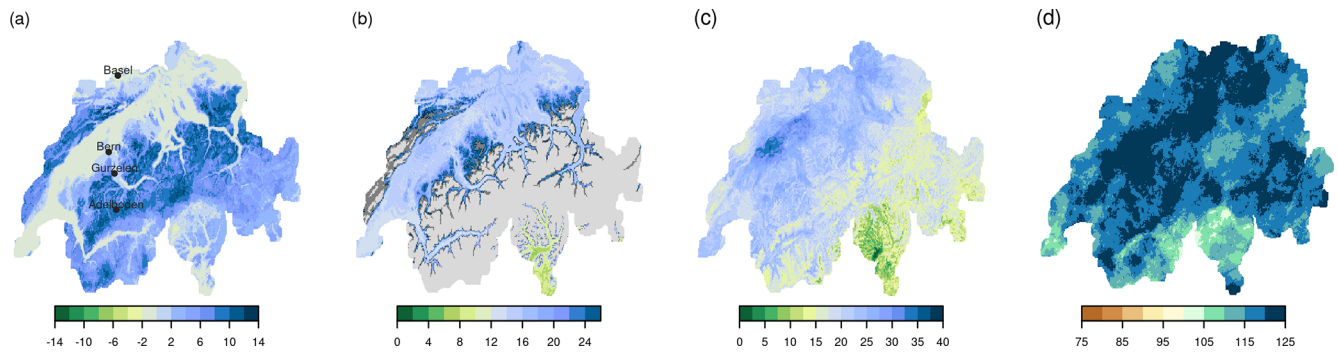 (a)
(b)
(c)
(d)
Basel
Bern
Gurzelen
Adelboden
-14 -10 -6 -2 2 6 10 14
0 4 8 12 16 20 24
0 5 10 15 20 25 30 35 40
75 85 95 105 115 125